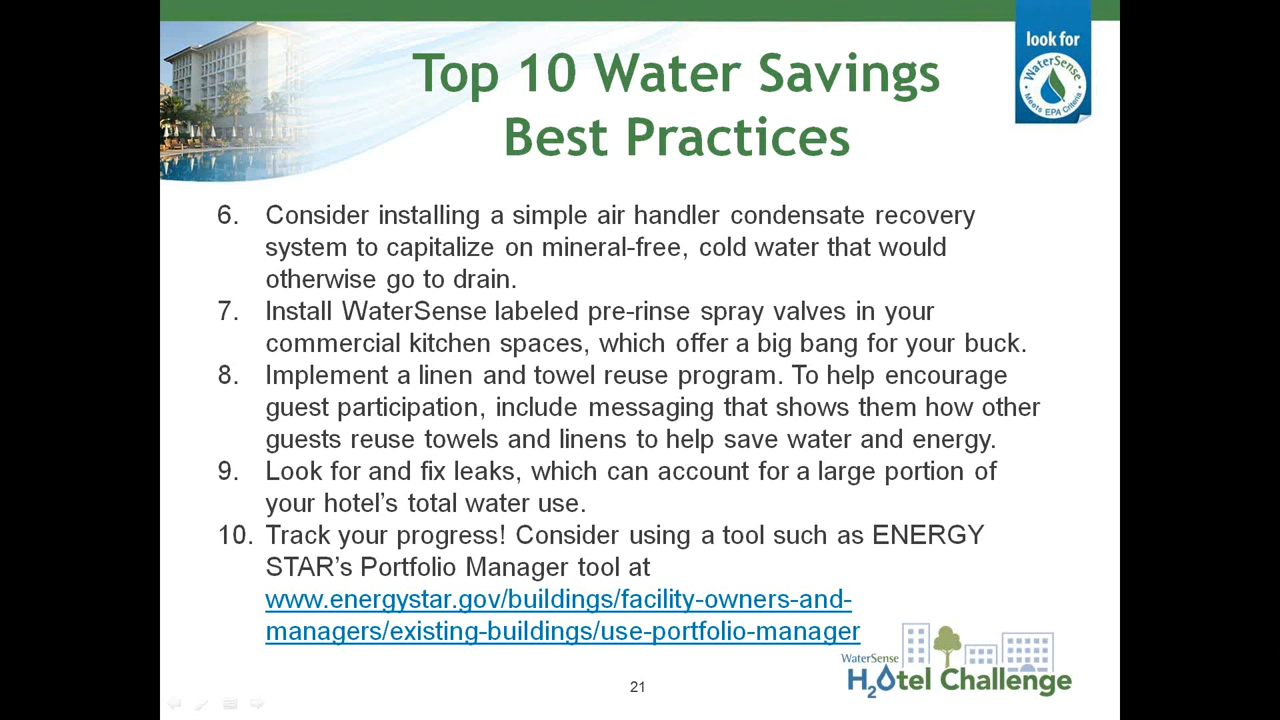 Top 10 Water Savings
Best Practices
look for
WaterSense
Meets EPA Criteria
6. Consider installing a simple air handler condensate recovery
system to capitalize on mineral-free, cold water that would
otherwise go to drain.
7. Install WaterSense labeled pre-rinse spray valves in your
commercial kitchen spaces, which offer a big bang for your buck.
8. Implement a linen and towel reuse program. To help encourage
guest participation, include messaging that shows them how other
guests reuse towels and linens to help save water and energy.
9. Look for and fix leaks, which can account for a large portion of
your hotel’s total water use.
10. Track your progress! Consider using a tool such as ENERGY
STAR’s Portfolio Manager tool at
www.energystar.gov/buildings/facility-owners-and-
managers/existing-buildings/use-portfolio-manager
WaterSense
H2Otel Challenge
21